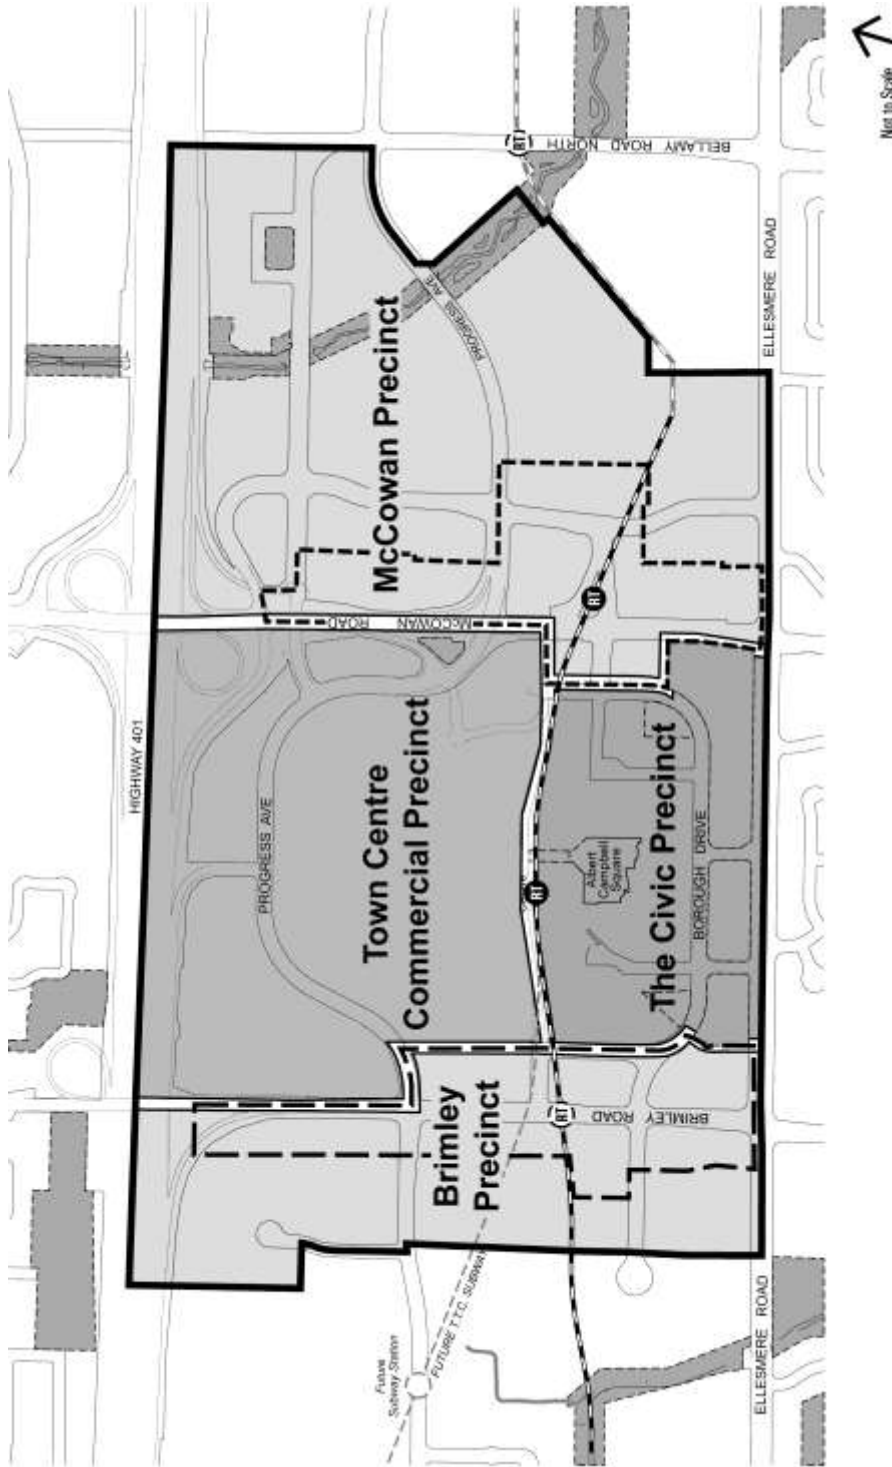 Not to Scale
HIGHWAY 401
BELLAMY ROAD NORTH
ELLESMERE ROAD
RT
PROGRESS AVE
McCowan Precinct
RT
McCOWAN ROAD
PROGRESS AVE
Town Centre
Commercial Precinct
RT
Albert
Campbell
Square
BOROUGH DRIVE
The Civic Precinct
Brimley
Precinct
RT
BRIMLEY ROAD
Future
Subway Station
FUTURE T.T.C. SUBWAY
ELLESMERE ROAD